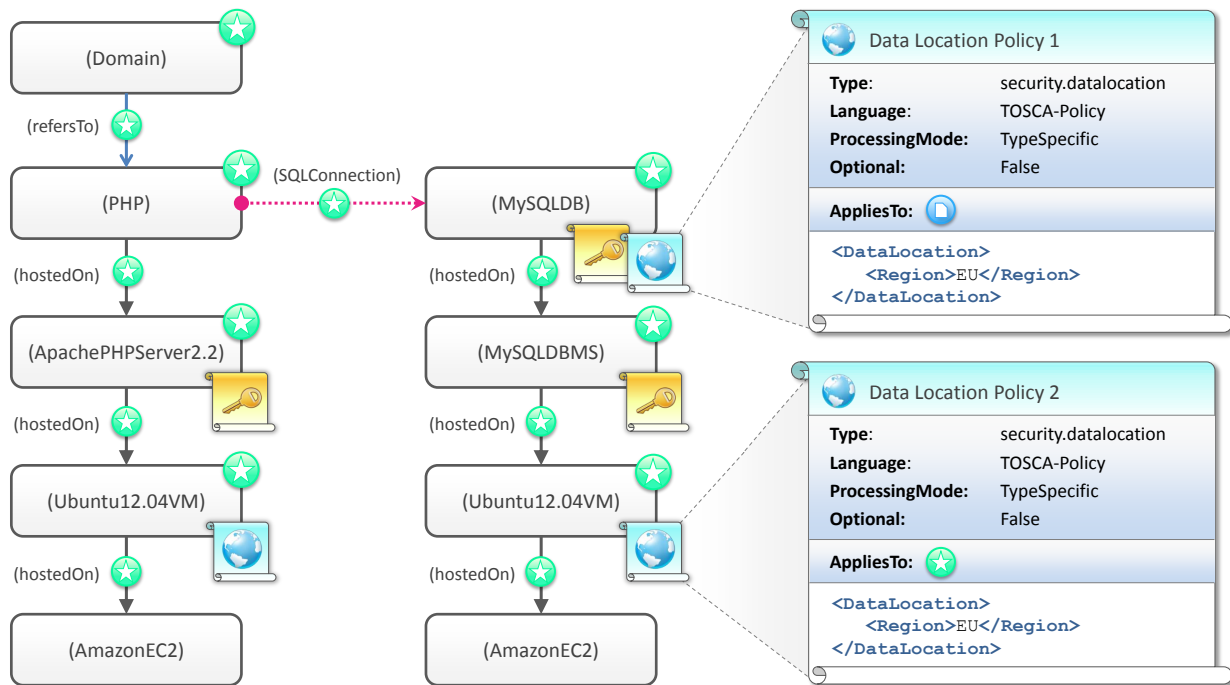 (Domain)
(refersTo)
(PHP)
(SQLConnection)
(MySQLDB)
(hostedOn)
(hostedOn)
(ApachePHPServer2.2)
(MySQLDBMS)
(hostedOn)
(hostedOn)
(Ubuntu12.04VM)
(Ubuntu12.04VM)
(hostedOn)
(hostedOn)
(AmazonEC2)
(AmazonEC2)
Data Location Policy 1
Type: security.datalocation
Language: TOSCA-Policy
ProcessingMode: TypeSpecific
Optional: False
AppliesTo:
<DataLocation>
<Region>EU</Region>
</DataLocation>
Data Location Policy 2
Type: security.datalocation
Language: TOSCA-Policy
ProcessingMode: TypeSpecific
Optional: False
AppliesTo:
<DataLocation>
<Region>EU</Region>
</DataLocation>